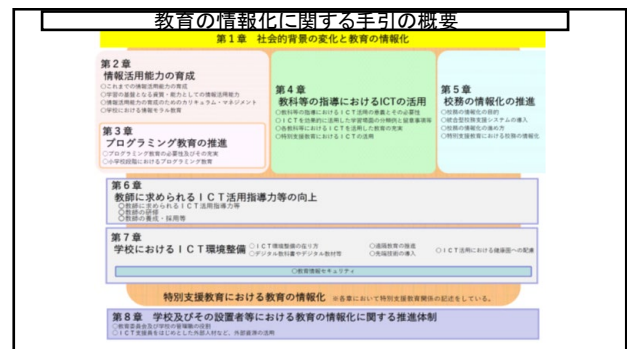 教育の情報化に関する手引の概要
第1章 社会的背景の変化と教育の情報化
第2章
情報活用能力の育成
○これまでの情報活用能力の育成
○学習の基盤となる資質・能力としての情報活用能力
○情報活用能力の育成のためのカリキュラム・マネジメント
○学校における情報モラル教育
第3章
プログラミング教育の推進
○プログラミング教育の必要性及びその充実
○小学校段階におけるプログラミング教育
第4章
教科等の指導におけるICTの活用
○教科等の指導におけるICT活用の意義とその必要性
○ICTを効果的に活用した学習場面の分類例と留意事項等
○各教科等におけるICTを活用した教育の充実
○特別支援教育におけるICTの活用
第5章
校務の情報化の推進
○校務の情報化の目的
○統合型校務支援システムの導入
○校務の情報化の進め方
○特別支援教育における校務の情報化
第6章
教師に求められるICT活用指導力等の向上
○教師に求められるICT活用指導力等
○教師の研修
○教師の養成・採用等
第7章
学校におけるICT環境整備
○ICT環境整備の在り方
○デジタル教科書やデジタル教材等
○遠隔教育の推進
○先端技術の導入
○ICT活用における健康面への配慮
○教育情報セキュリティ
特別支援教育における教育の情報化 ※各章において特別支援教育関係の記述をしている。
第8章 学校及びその設置者等における教育の情報化に関する推進体制
○教育委員会及び学校の管理職の役割
○ICT支援員をはじめとした外部人材など、外部資源の活用